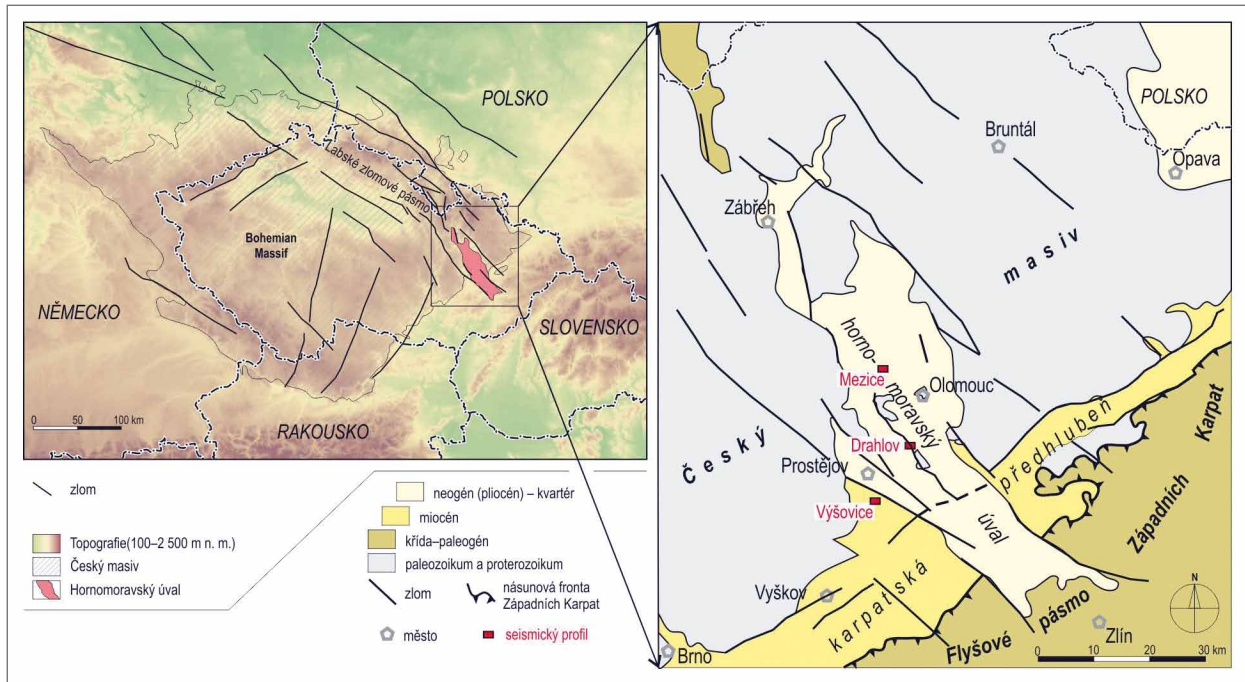 POLSKO
Labské zlomové pásmo
Bohemian
Massif
NĚMECKO
SLOVENSKO
RAKOUSKO
0 50 100 km
zlom
Topografie(100–2 500 m n. m.)
Český masiv
Hornomoravský úval
neogén (pliocén) – kvartér
miocén
křída–paleogén
paleozoikum a proterozoikum
zlom
násunová fronta
Západních Karpat
město
seismický profil
POLSKO
Bruntál
Opava
Zábřeh
masiv
horno-
moravský-
úval
Mezice
Olomouc
Český
Drahlov
Prostějov
Výšovice
předhlubeň
Karpat
Západních
Vyškov
karpatská
Flyšové pásmo
Zlín
Brno
N
0 10 20 30 km